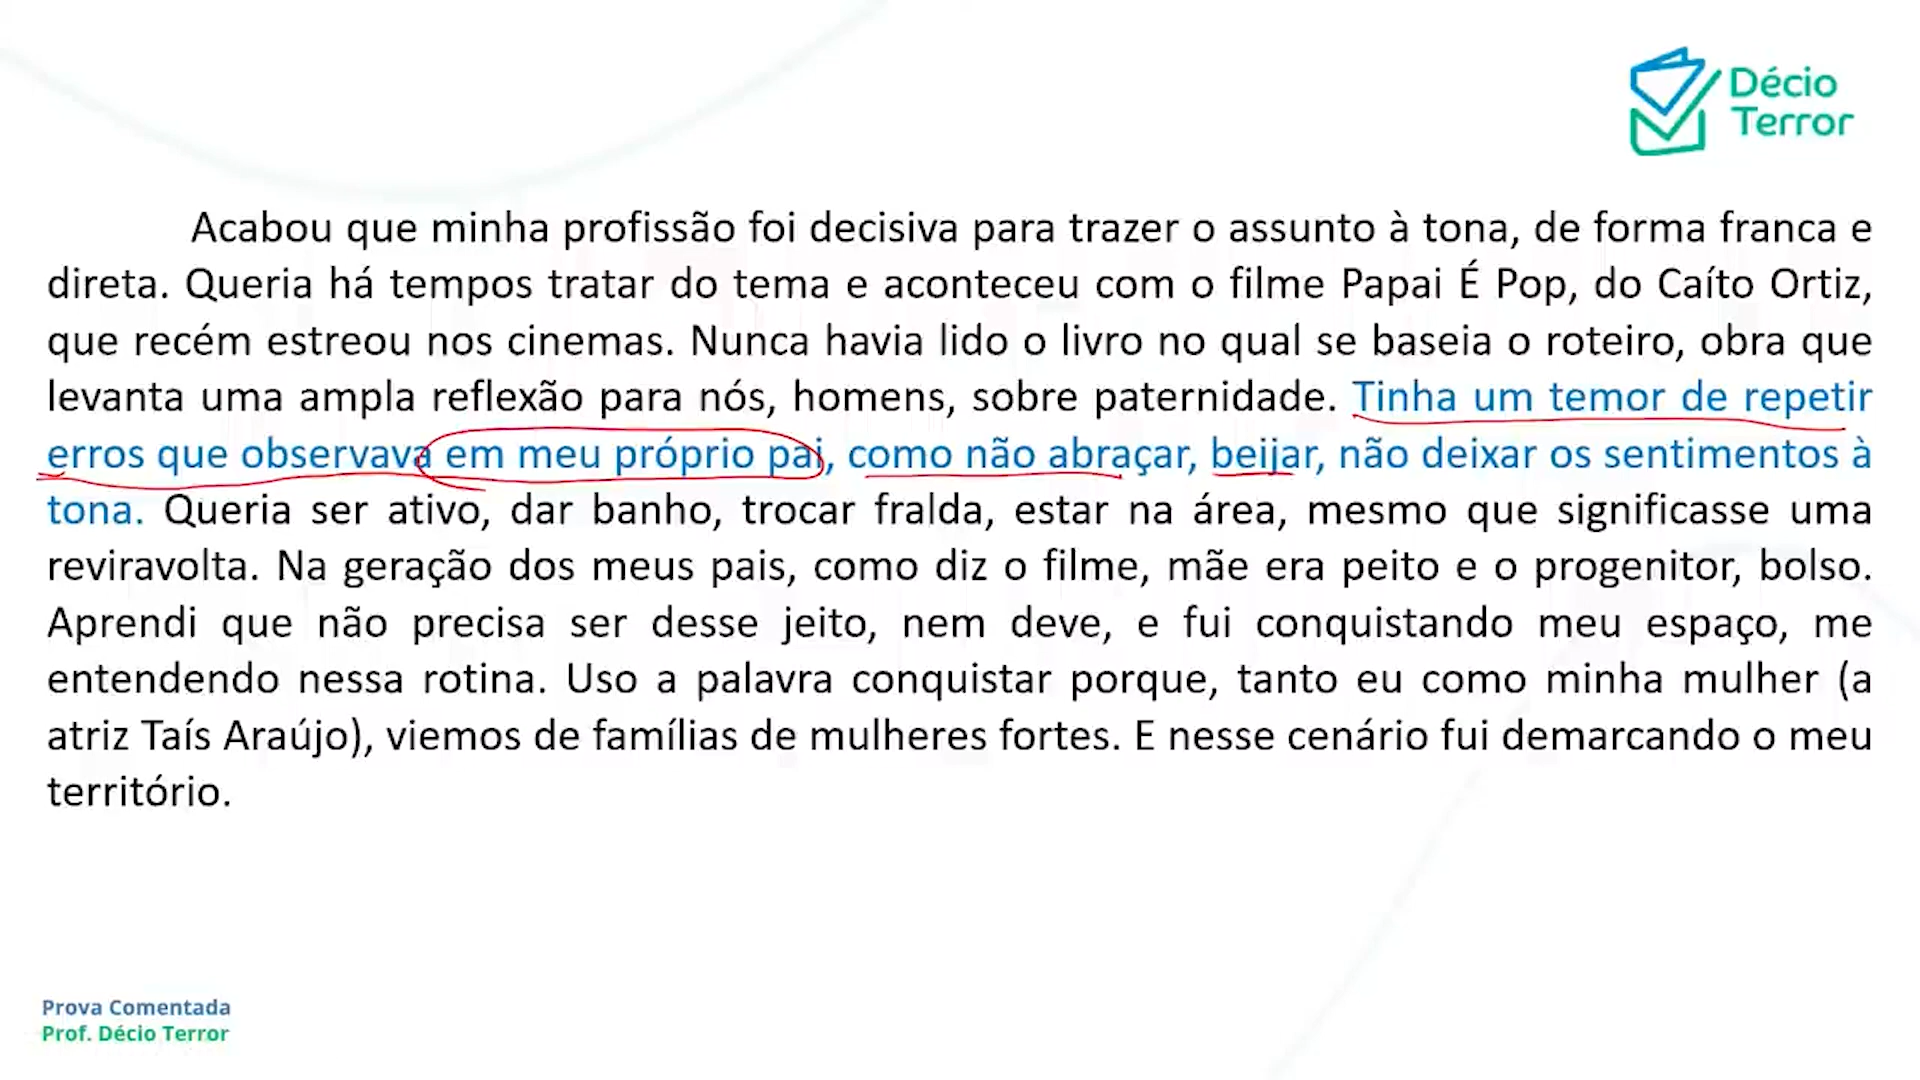 Décio
Terror
Acabou que minha profissão foi decisiva para trazer o assunto à tona, de forma franca e
direta. Queria há tempos tratar do tema e aconteceu com o filme Papai É Pop, do Caíto Ortiz,
que recém estreou nos cinemas. Nunca havia lido o livro no qual se baseia o roteiro, obra que
levanta uma ampla reflexão para nós, homens, sobre paternidade. Tinha um temor de repetir
erros que observava em meu próprio pai, como não abraçar, beijar, não deixar os sentimentos à
tona. Queria ser ativo, dar banho, trocar fralda, estar na área, mesmo que significasse uma
reviravolta. Na geração dos meus pais, como diz o filme, mãe era peito e o progenitor, bolso.
Aprendi que não precisa ser desse jeito, nem deve, e fui conquistando meu espaço, me
entendendo nessa rotina. Uso a palavra conquistar porque, tanto eu como minha mulher (a
atriz Taís Araújo), viemos de famílias de mulheres fortes. E nesse cenário fui demarcando o meu
território.
Prova Comentada
Prof. Décio Terror